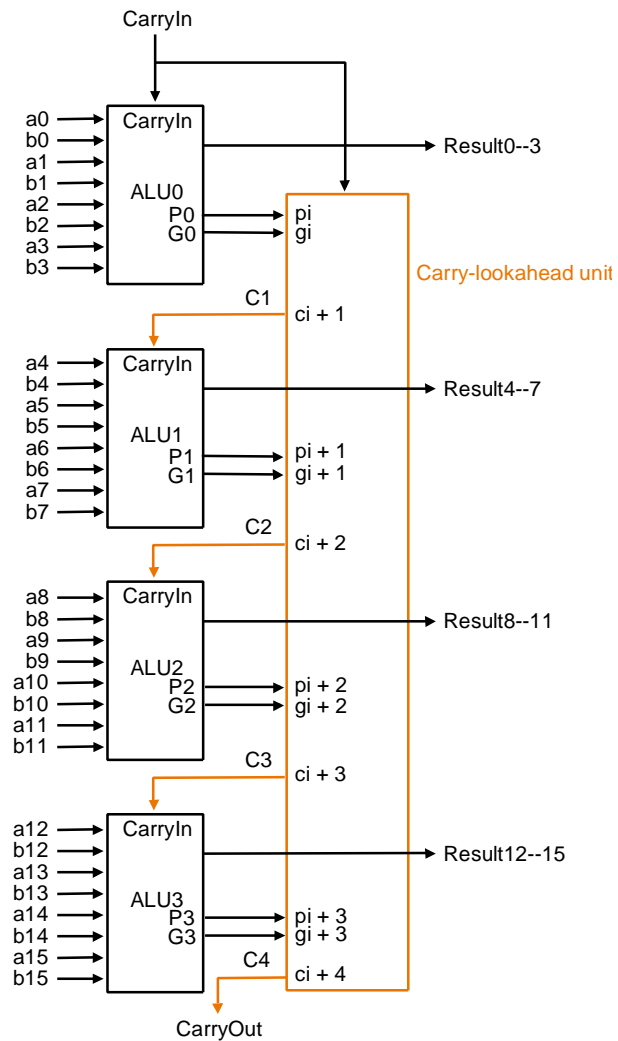 CarryIn
a0
b0
a1
b1
a2
b2
a3
b3
CarryIn
ALU0
P0
G0
Result0--3
pi
gi
Carry-lookahead unit
C1
ci + 1
a4
b4
a5
b5
a6
b6
a7
b7
CarryIn
ALU1
P1
G1
Result4--7
pi + 1
gi + 1
C2
ci + 2
a8
b8
a9
b9
a10
b10
a11
b11
CarryIn
ALU2
P2
G2
Result8--11
pi + 2
gi + 2
C3
ci + 3
a12
b12
a13
b13
a14
b14
a15
b15
CarryIn
ALU3
P3
G3
Result12--15
pi + 3
gi + 3
C4
ci + 4
CarryOut